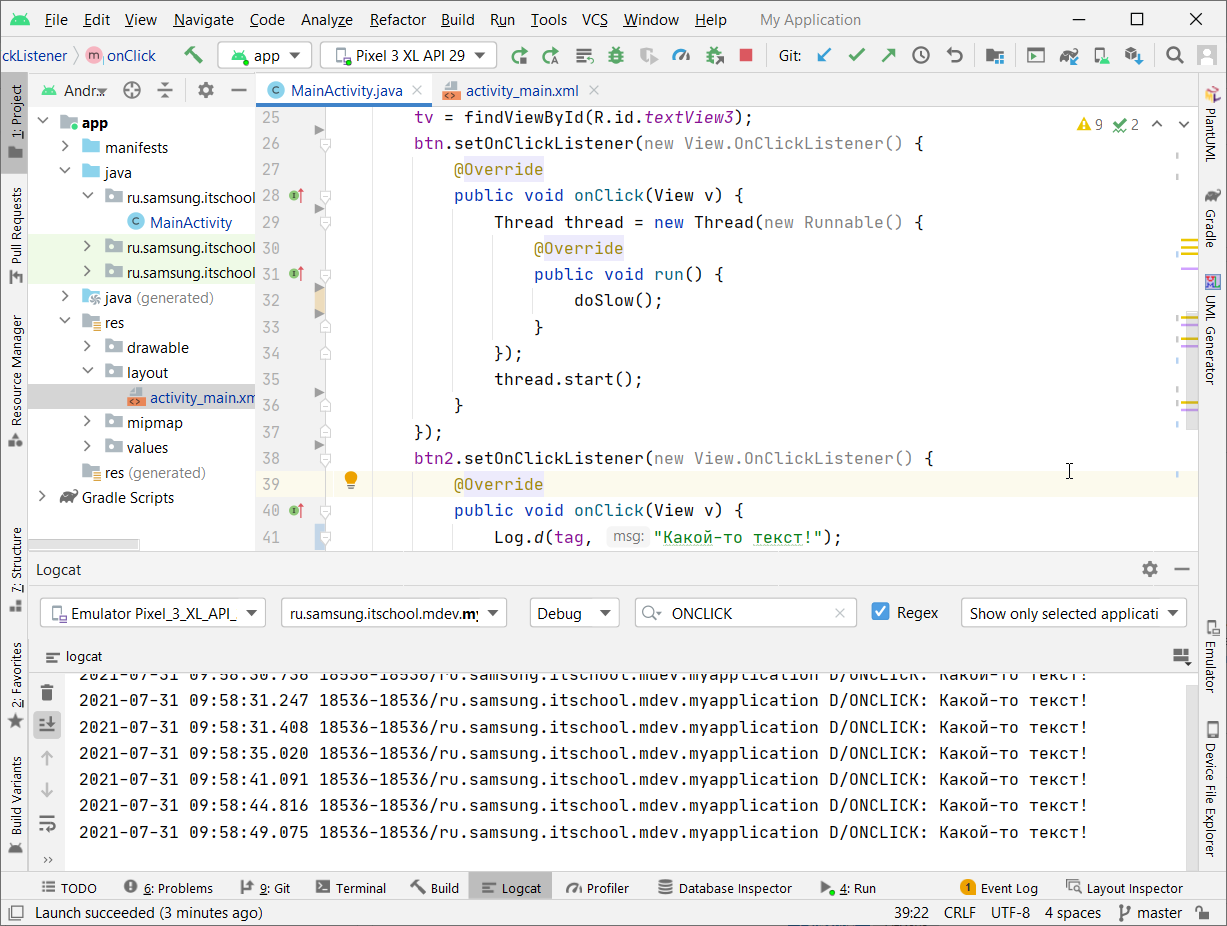 File Edit View Navigate Code Analyze Refactor Build Run Tools VCS Window Help My Application
ckListener m onClick app Pixel 3 XL API 29 Git:
Andr MainActivity.java activity_main.xml
1: Project
Pull Requests
Resource Manager
7: Structure
2: Favorites
Build Variants
app
manifests
java
ru.samsung.itschool
MainActivity
ru.samsung.itschool
ru.samsung.itschool
java (generated)
res
drawable
layout
activity_main.xm
mipmap
values
res (generated)
Gradle Scripts
9 2
25 tv = findViewById(R.id.textView3);
26 btn.setOnClickListener(new View.OnClickListener() {
27 @Override
28 public void onClick(View v) {
29 Thread thread = new Thread(new Runnable() {
30 @Override
31 public void run() {
32 doSlow();
33 }
34 });
35 thread.start();
36 }
37 });
38 btn2.setOnClickListener(new View.OnClickListener() {
39 @Override
40 public void onClick(View v) {
41 Log.d(tag, msg: "Какой-то текст!");
PlantUML
Gradle
UML Generator
Emulator
Device File Explorer
Logcat
Emulator Pixel_3_XL_API_ ru.samsung.itschool.mdev.my Debug ONCLICK Regex Show only selected applicati
logcat
2021-07-31 09:58:30.736 18536-18536/ru.samsung.itschool.mdev.myapplication D/ONCLICK: Какой-то текст!
2021-07-31 09:58:31.247 18536-18536/ru.samsung.itschool.mdev.myapplication D/ONCLICK: Какой-то текст!
2021-07-31 09:58:31.408 18536-18536/ru.samsung.itschool.mdev.myapplication D/ONCLICK: Какой-то текст!
2021-07-31 09:58:35.020 18536-18536/ru.samsung.itschool.mdev.myapplication D/ONCLICK: Какой-то текст!
2021-07-31 09:58:41.091 18536-18536/ru.samsung.itschool.mdev.myapplication D/ONCLICK: Какой-то текст!
2021-07-31 09:58:44.816 18536-18536/ru.samsung.itschool.mdev.myapplication D/ONCLICK: Какой-то текст!
2021-07-31 09:58:49.075 18536-18536/ru.samsung.itschool.mdev.myapplication D/ONCLICK: Какой-то текст!
TODO 6: Problems 9: Git Terminal Build Logcat Profiler Database Inspector 4: Run 1 Event Log Layout Inspector
Launch succeeded (3 minutes ago) 39:22 CRLF UTF-8 4 spaces master